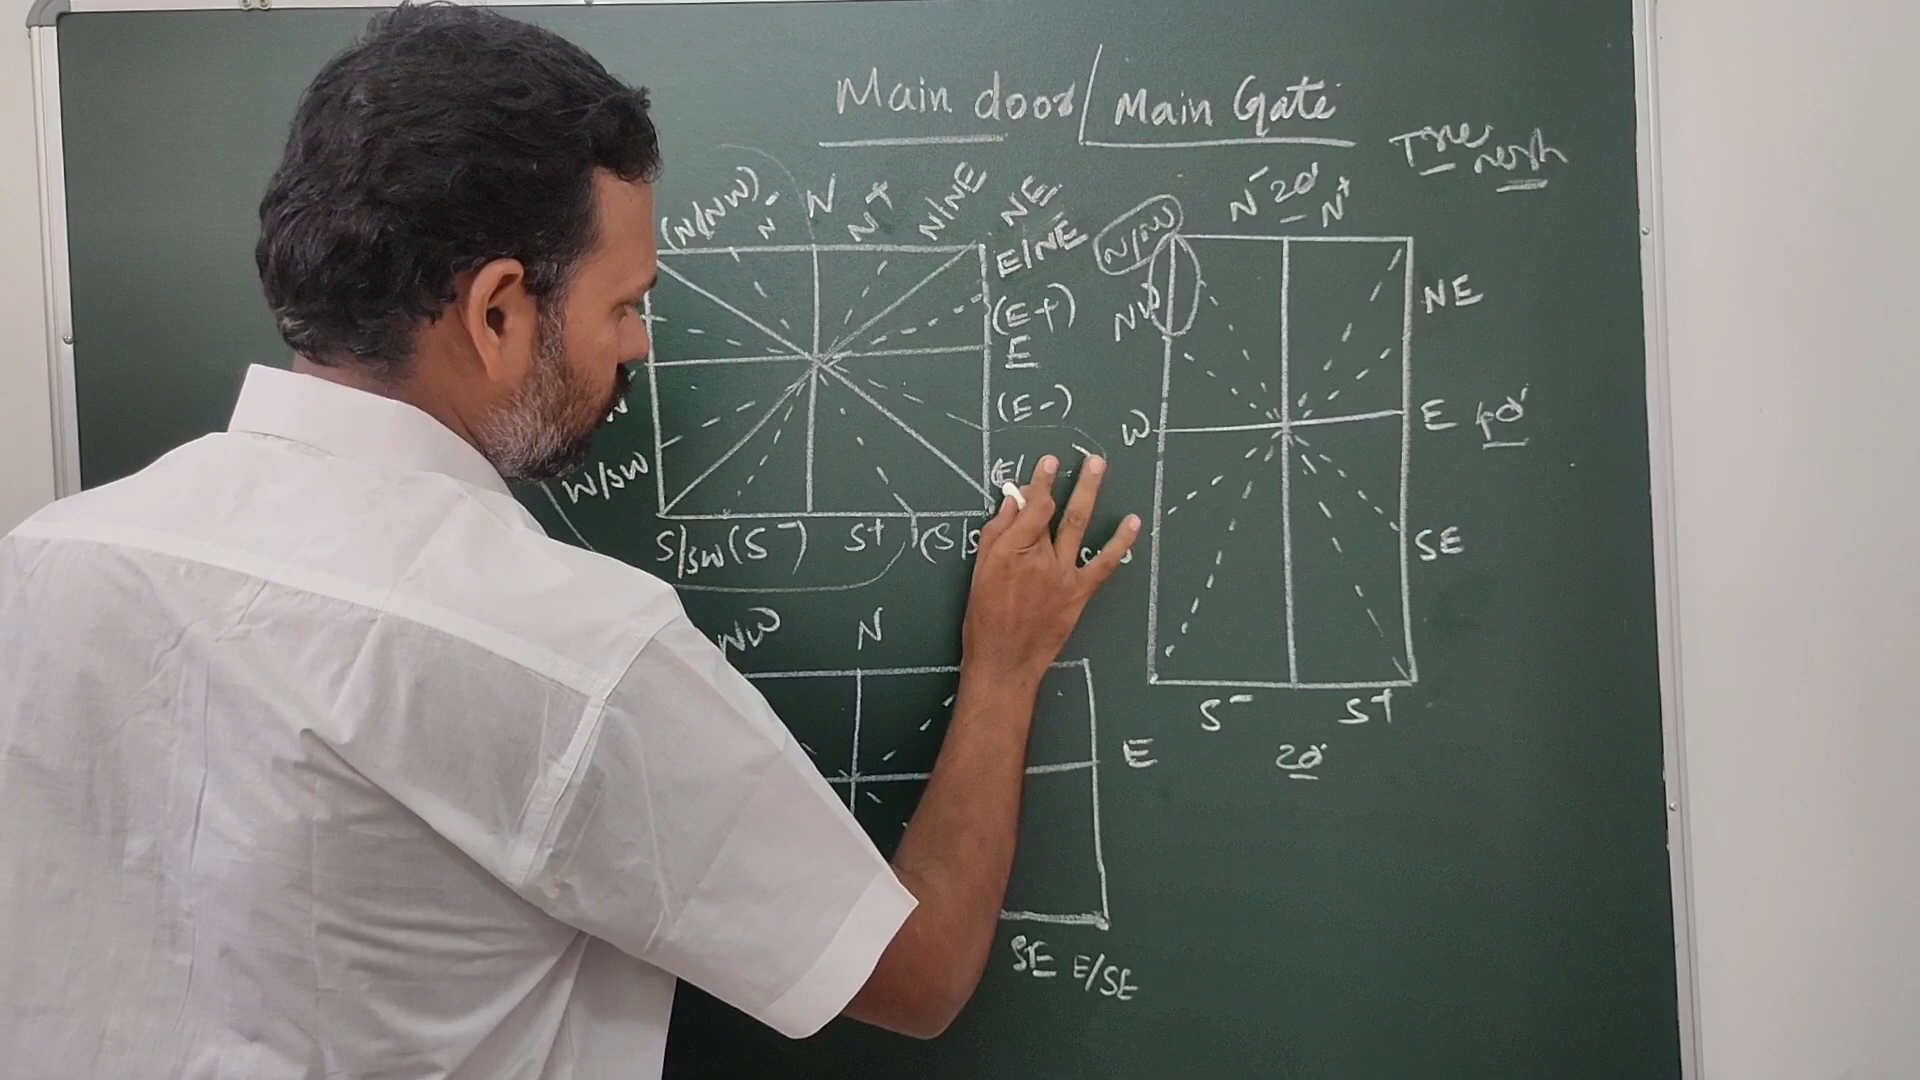 Main door / Main Gate
True north
(N/NW) N- N N+ N/NE NE/
E/NE
(E+)
E
(E-)
(E/
W/SW
S/SW (S-) S+ (S/S
N/NW N- 20' N+
NW NE
W E 40'
SE
S- S+
20'
NW N
E
SE E/SE